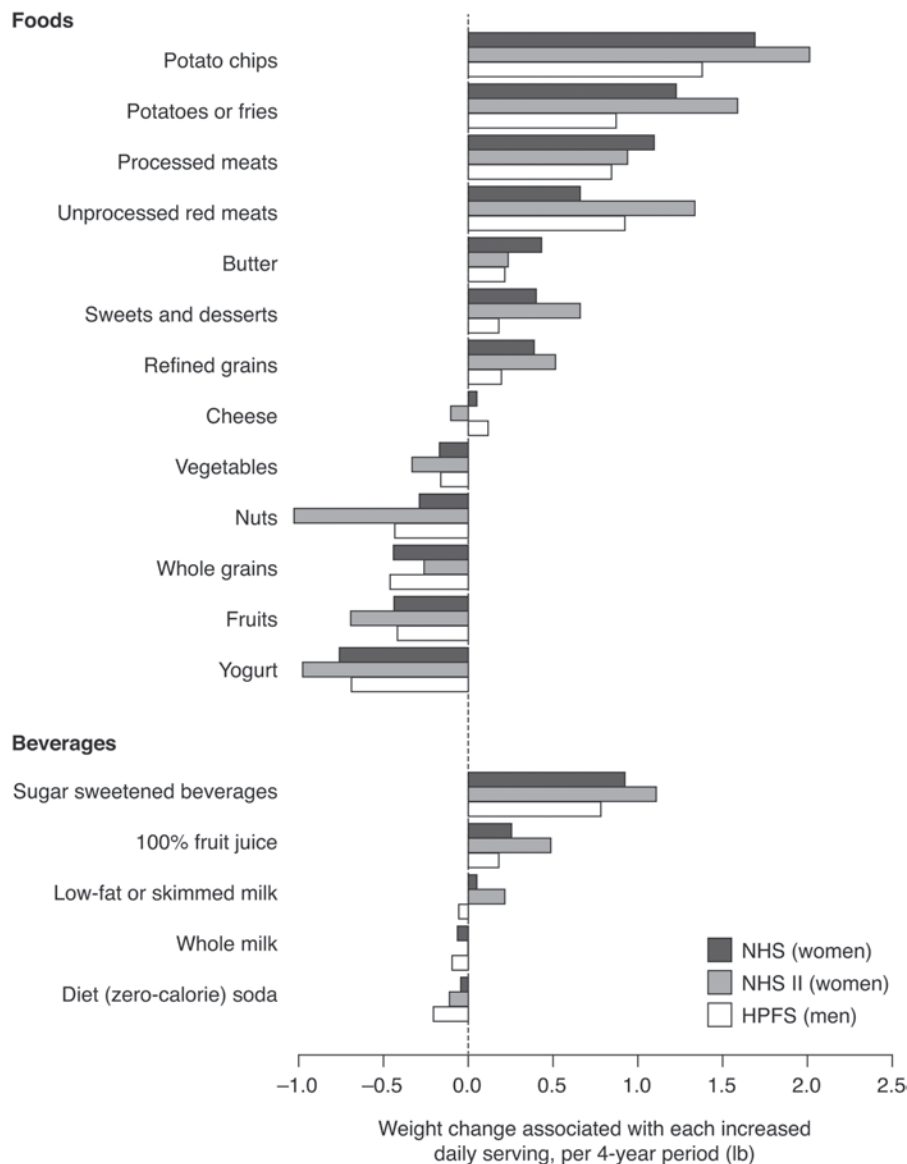 Foods
Potato chips
Potatoes or fries
Processed meats
Unprocessed red meats
Butter
Sweets and desserts
Refined grains
Cheese
Vegetables
Nuts
Whole grains
Fruits
Yogurt
Beverages
Sugar sweetened beverages
100% fruit juice
Low-fat or skimmed milk
Whole milk
Diet (zero-calorie) soda
NHS (women)
NHS II (women)
HPFS (men)
–1.0 –0.5 0.0 0.5 1.0 1.5 2.0 2.5
Weight change associated with each increased
daily serving, per 4-year period (lb)